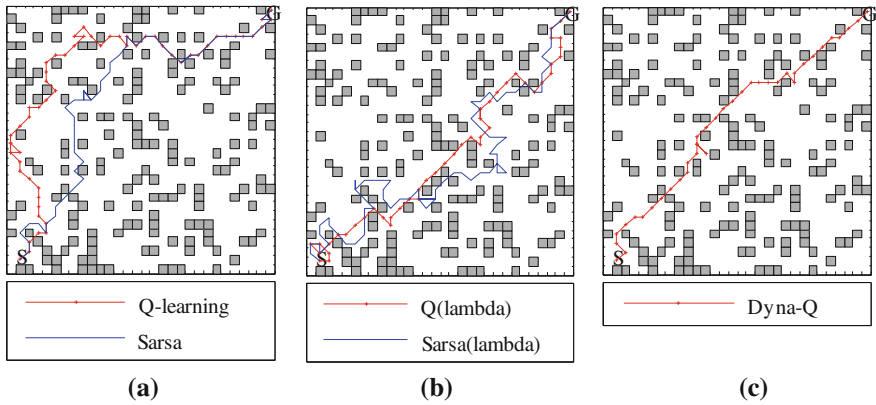 G
S
Q-learning
Sarsa
(a)
G
S
Q(lambda)
Sarsa(lambda)
(b)
G
S
Dyna-Q
(c)